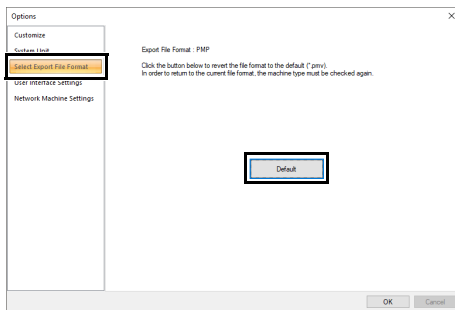 Options
Customize
System Unit
Select Export File Format
User Interface Settings
Network Machine Settings
Export File Format : PMP
Click the button below to revert the file format to the default (*.pmv).
In order to return to the current file format, the machine type must be checked again.
Default
OK
Cancel